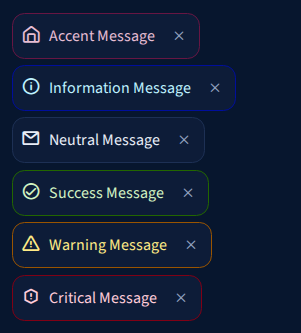 Accent Message
Information Message
Neutral Message
Success Message
Warning Message
Critical Message